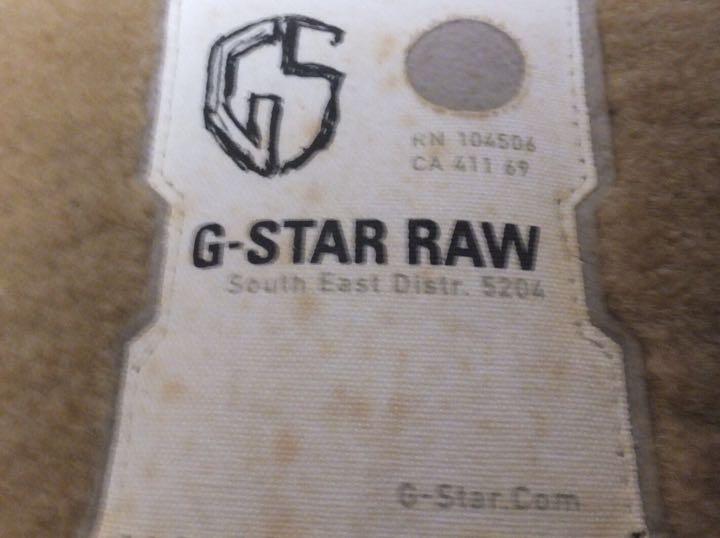 GS
RN 104506
CA 411 69
G-STAR RAW
South East Distr. 5204
G-Star.Com